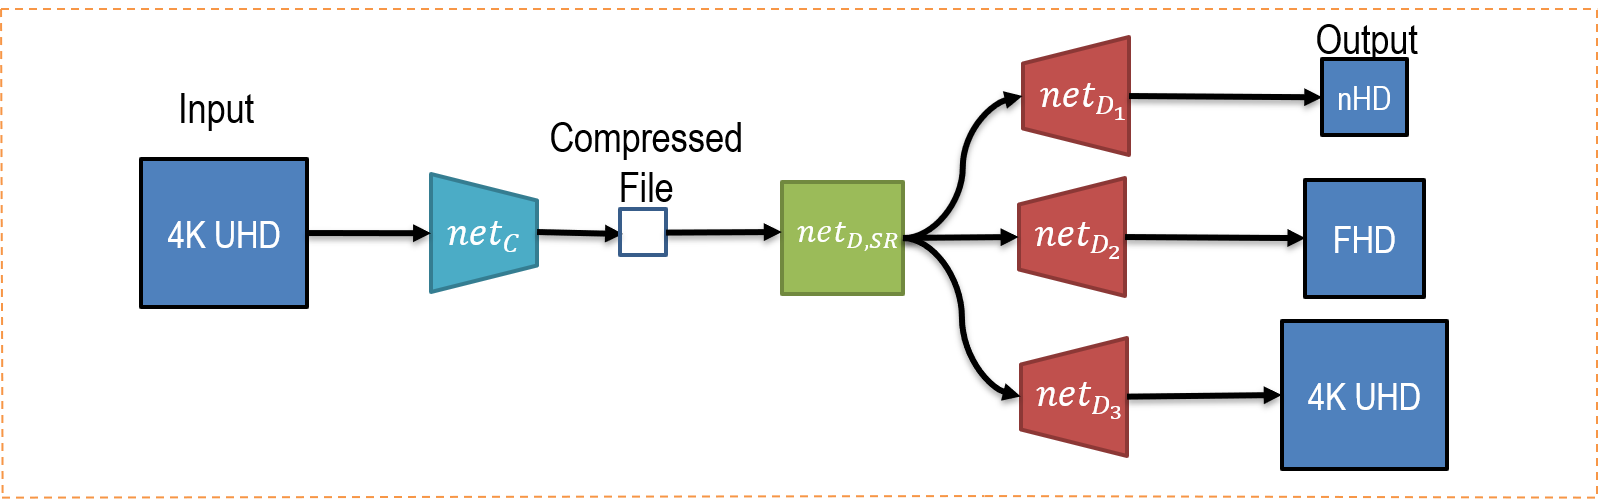 Input
4K UHD
net_C
Compressed
File
net_{D,SR}
net_{D_1}
net_{D_2}
net_{D_3}
Output
nHD
FHD
4K UHD